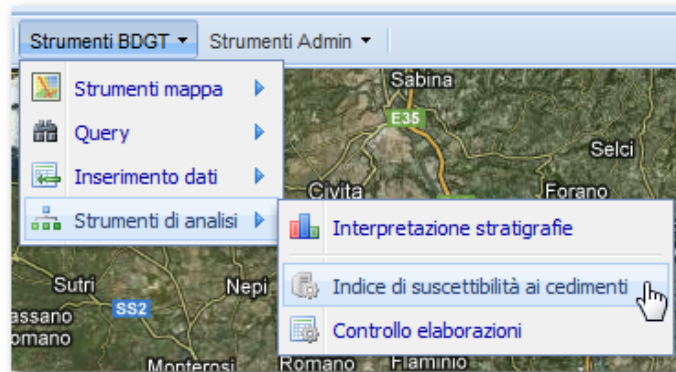 Strumenti BDGT Strumenti Admin
Strumenti mappa
Query
Inserimento dati
Strumenti di analisi
Interpretazione stratigrafie
Indice di suscettibilità ai cedimenti
Controllo elaborazioni
Sabina
E35
Selci
Civita
Forano
Sutri
Nepi
SS2
assano
omano
Monterosi
Romano
Flaminio